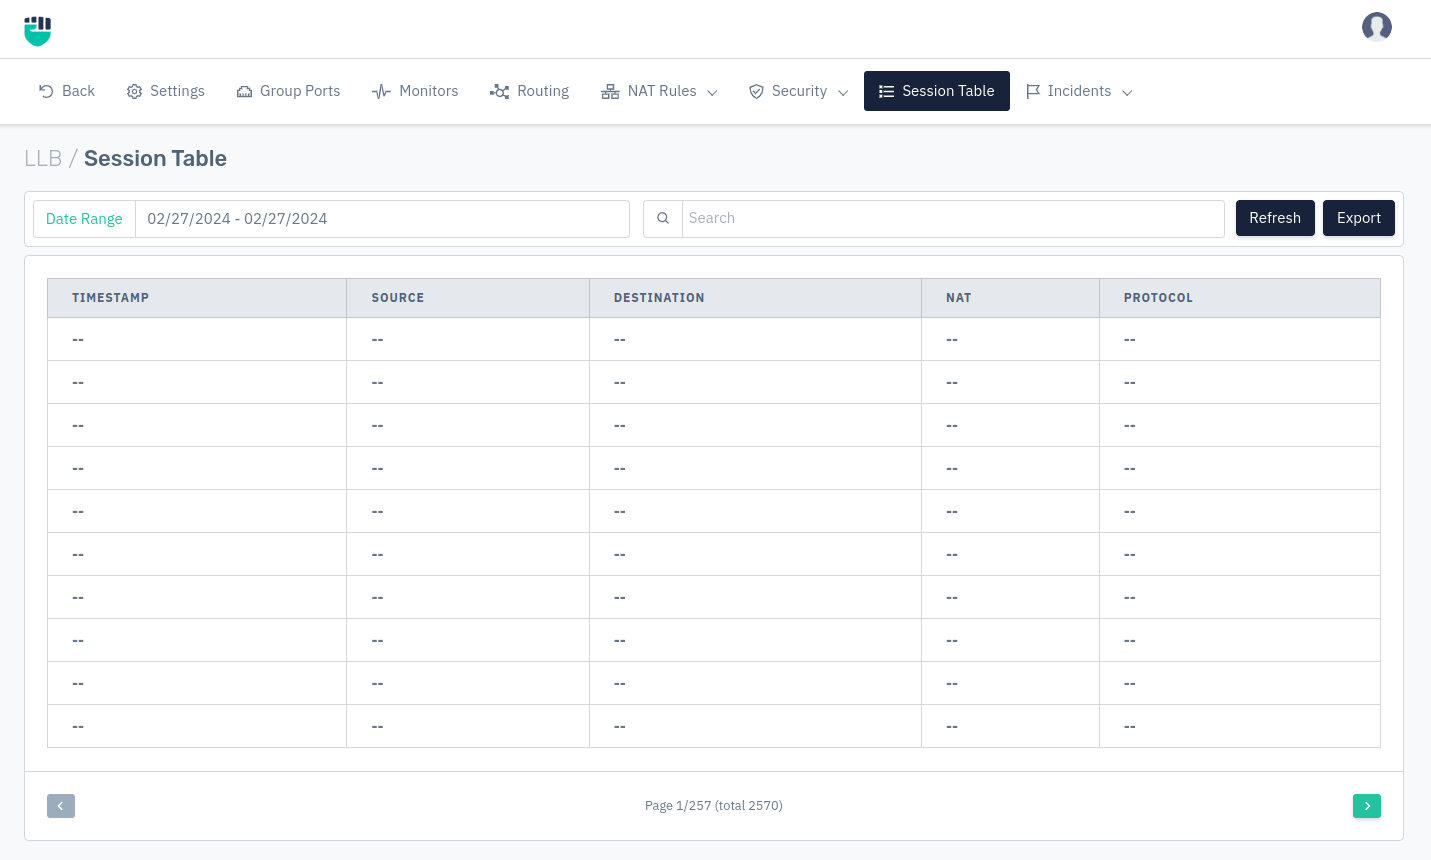 Back Settings Group Ports Monitors Routing NAT Rules Security Session Table Incidents
LLB / Session Table
Date Range 02/27/2024 - 02/27/2024 Search Refresh Export
TIMESTAMP SOURCE DESTINATION NAT PROTOCOL
-- -- -- -- --
-- -- -- -- --
-- -- -- -- --
-- -- -- -- --
-- -- -- -- --
-- -- -- -- --
-- -- -- -- --
-- -- -- -- --
-- -- -- -- --
-- -- -- -- --
Page 1/257 (total 2570)